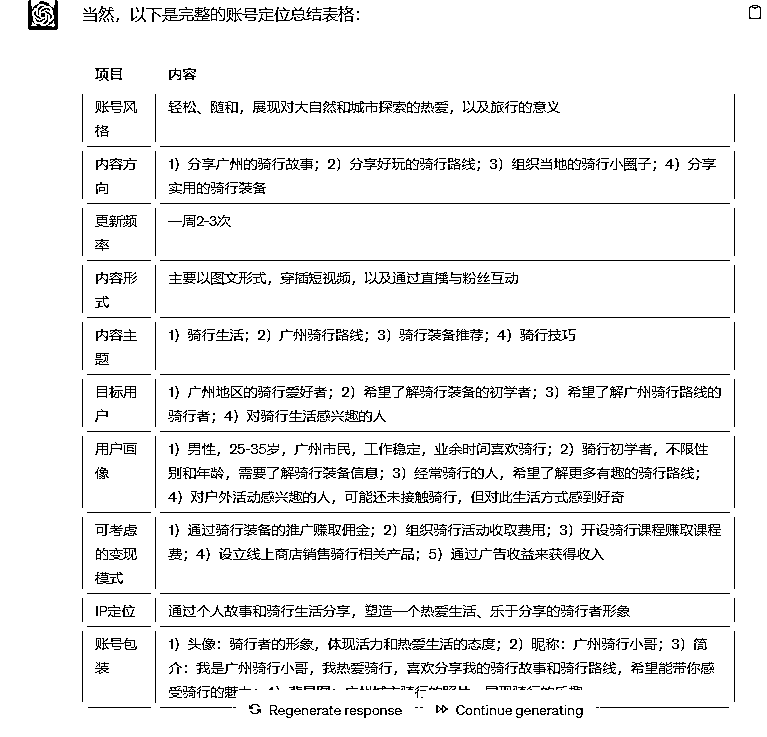 当然，以下是完整的账号定位总结表格：
项目 内容
账号风 轻松、随和，展现对大自然和城市探索的热爱，以及旅行的意义
格
内容方 1）分享广州的骑行故事；2）分享好玩的骑行路线；3）组织当地的骑行小圈子；4）分享
向 实用的骑行装备
更新频 一周2-3次
率
内容形 主要以图文形式，穿插短视频，以及通过直播与粉丝互动
式
内容主 1）骑行生活；2）广州骑行路线；3）骑行装备推荐；4）骑行技巧
题
目标用 1）广州地区的骑行爱好者；2）希望了解骑行装备的初学者；3）希望了解广州骑行路线的
户 骑行者；4）对骑行生活感兴趣的人
用户画 1）男性，25-35岁，广州市民，工作稳定，业余时间喜欢骑行；2）骑行初学者，不限性
像 别和年龄，需要了解骑行装备信息；3）经常骑行的人，希望了解更多有趣的骑行路线；
4）对户外活动感兴趣的人，可能还未接触骑行，但对此生活方式感到好奇
可考虑 1）通过骑行装备的推广赚取佣金；2）组织骑行活动收取费用；3）开设骑行课程赚取课程
的变现 费；4）设立线上商店销售骑行相关产品；5）通过广告收益来获得收入
模式
IP定位 通过个人故事和骑行生活分享，塑造一个热爱生活、乐于分享的骑行者形象
账号包 1）头像：骑行者的形象，体现活力和热爱生活的态度；2）昵称：广州骑行小哥；3）简
装 介：我是广州骑行小哥，我热爱骑行，喜欢分享我的骑行故事和骑行路线，希望能带你感
受骑行的魅力；4）背景图：广州城市骑行的照片，展现骑行的乐趣
Regenerate response Continue generating